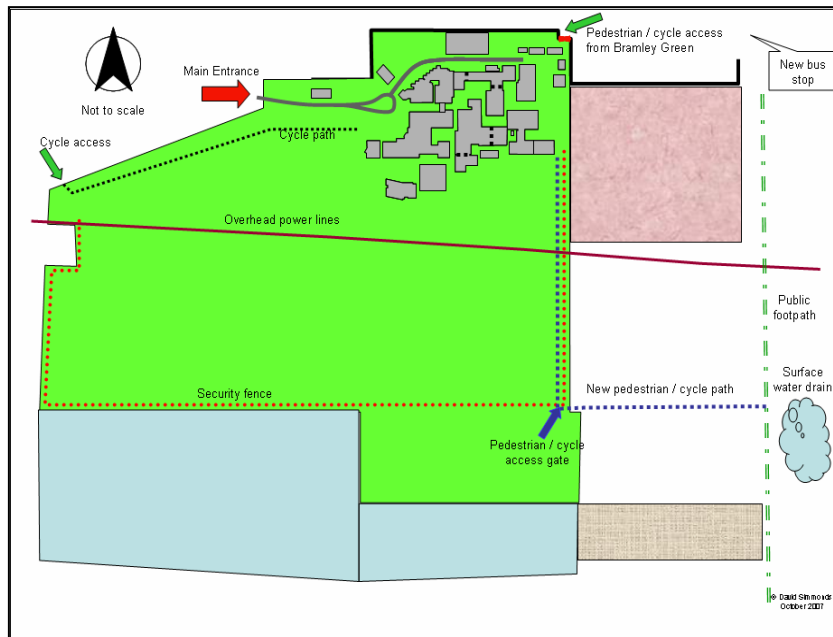 Pedestrian / cycle access
from Bramley Green
New bus
stop
Main Entrance
Not to scale
Cycle path
Cycle access
Overhead power lines
Public
footpath
Surface
water drain
Security fence
New pedestrian / cycle path
Pedestrian / cycle
access gate
© David Simmonds
October 2007